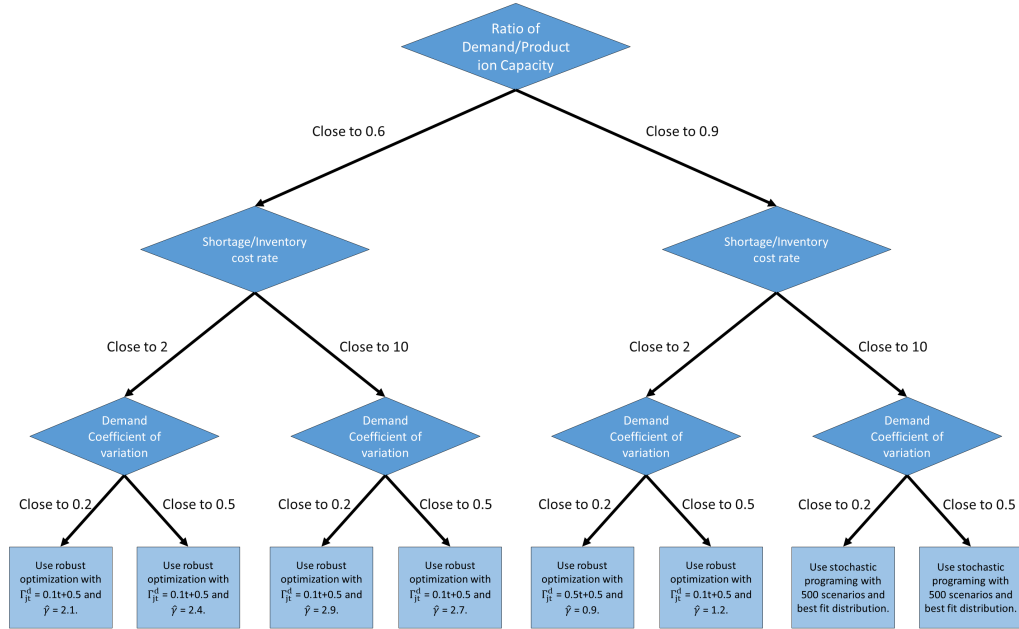 Ratio of
Demand/Product
ion Capacity
Close to 0.6
Close to 0.9
Shortage/Inventory
cost rate
Shortage/Inventory
cost rate
Close to 2
Close to 10
Close to 2
Close to 10
Demand
Coefficient of
variation
Demand
Coefficient of
variation
Demand
Coefficient of
variation
Demand
Coefficient of
variation
Close to 0.2
Close to 0.5
Close to 0.2
Close to 0.5
Close to 0.2
Close to 0.5
Close to 0.2
Close to 0.5
Use robust
optimization with
Γ_jt^d = 0.1t+0.5 and
γ̂ = 2.1.
Use robust
optimization with
Γ_jt^d = 0.1t+0.5 and
γ̂ = 2.4.
Use robust
optimization with
Γ_jt^d = 0.1t+0.5 and
γ̂ = 2.9.
Use robust
optimization with
Γ_jt^d = 0.1t+0.5 and
γ̂ = 2.7.
Use robust
optimization with
Γ_jt^d = 0.5t+0.5 and
γ̂ = 0.9.
Use robust
optimization with
Γ_jt^d = 0.1t+0.5 and
γ̂ = 1.2.
Use stochastic
programing with
500 scenarios and
best fit distribution.
Use stochastic
programing with
500 scenarios and
best fit distribution.